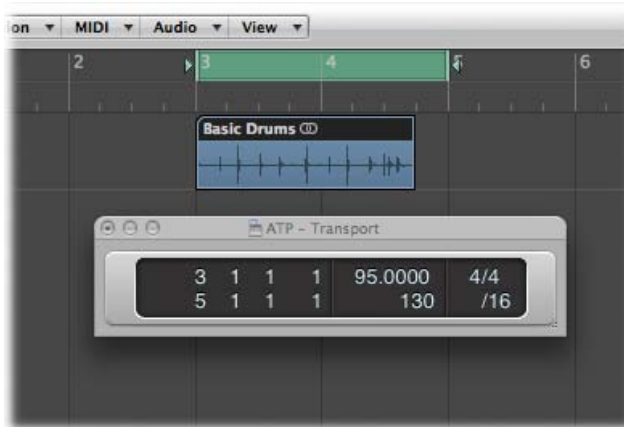 ion MIDI Audio View
2 3 4 5 6
Basic Drums
ATP - Transport
3 1 1 1 95.0000 4/4
5 1 1 1 130 /16